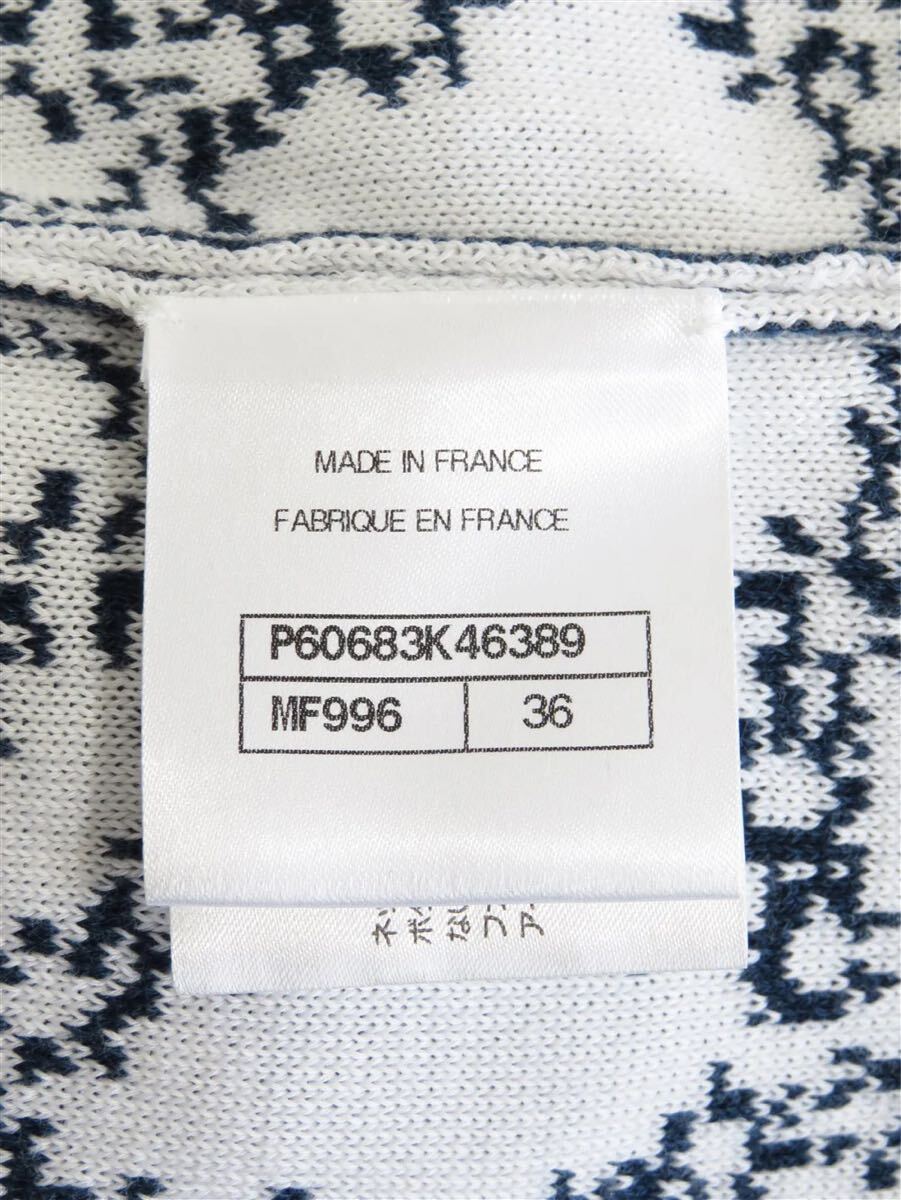 MADE IN FRANCE
FABRIQUE EN FRANCE
P60683K46389
MF996 36